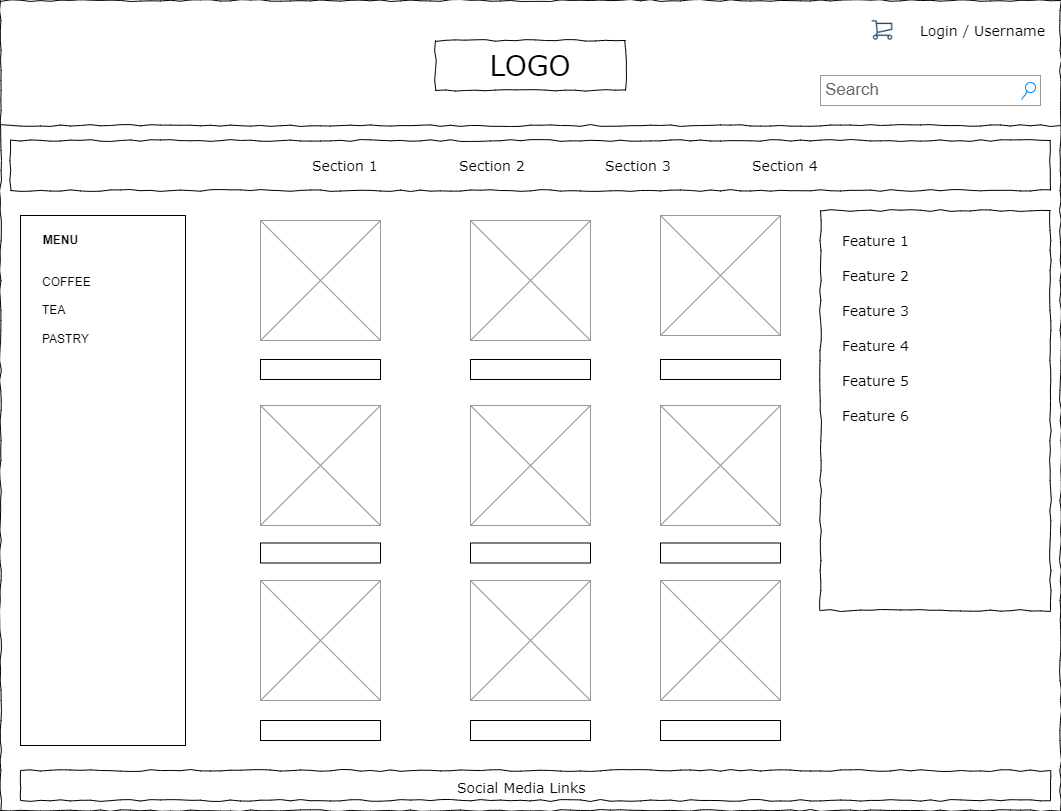 Login / Username
LOGO
Search
Section 1
Section 2
Section 3
Section 4
MENU
COFFEE
TEA
PASTRY
Feature 1
Feature 2
Feature 3
Feature 4
Feature 5
Feature 6
Social Media Links